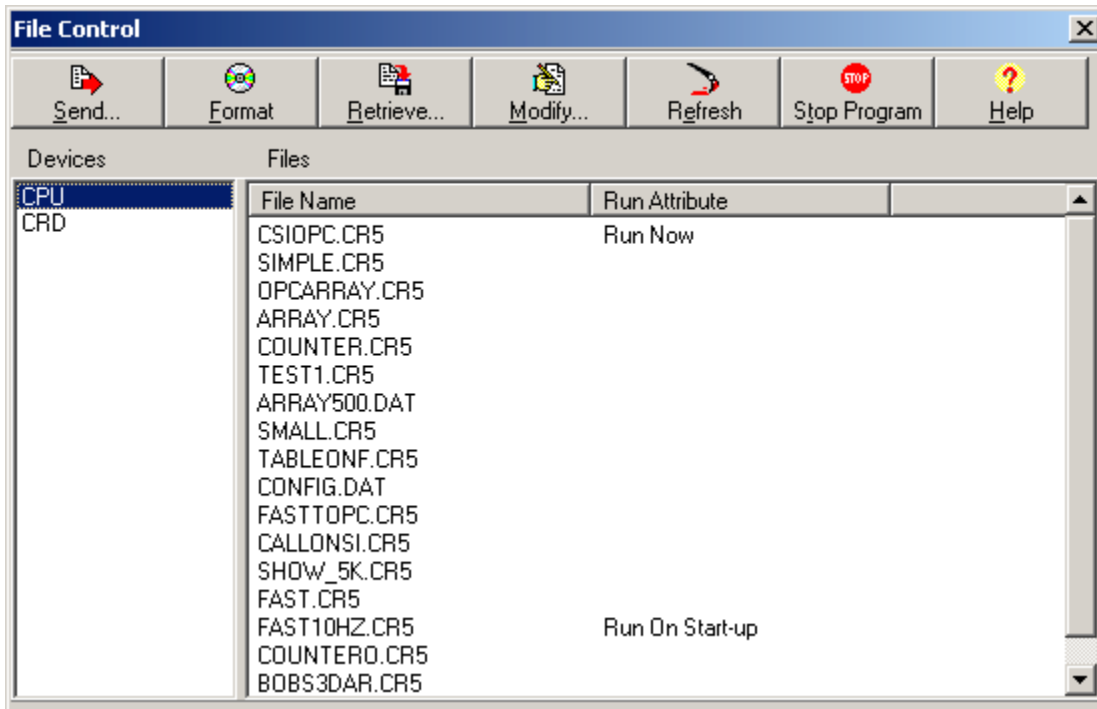 File Control
Send... Format Retrieve... Modify... Refresh STOP Stop Program ? Help
Devices Files
CPU File Name Run Attribute
CRD CSIOPC.CR5 Run Now
SIMPLE.CR5
OPCARRAY.CR5
ARRAY.CR5
COUNTER.CR5
TEST1.CR5
ARRAY500.DAT
SMALL.CR5
TABLEONF.CR5
CONFIG.DAT
FASTTOPC.CR5
CALLONSI.CR5
SHOW_5K.CR5
FAST.CR5
FAST10HZ.CR5 Run On Start-up
COUNTERO.CR5
BOBS3DAR.CR5